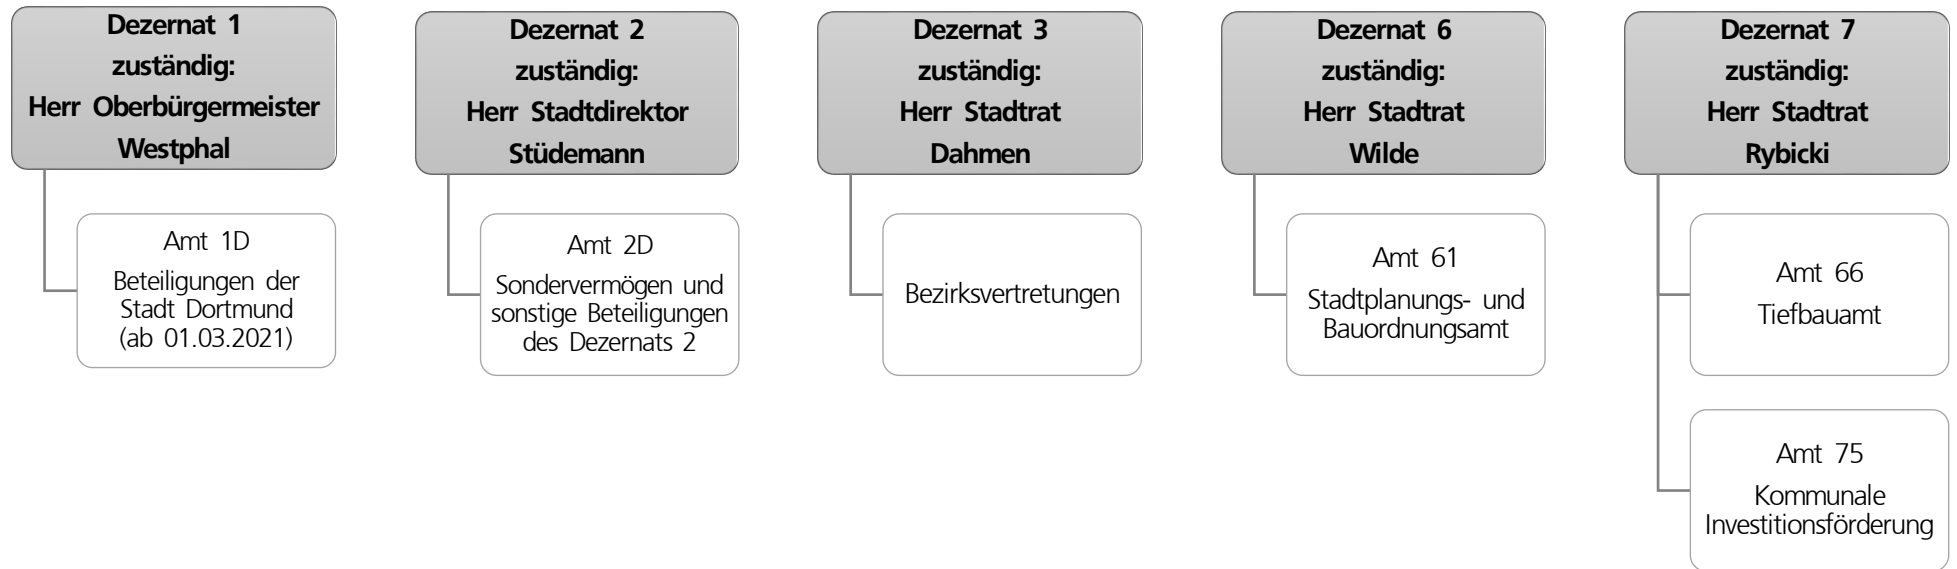 Dezernat 1
zuständig:
Herr Oberbürgermeister
Westphal
Amt 1D
Beteiligungen der
Stadt Dortmund
(ab 01.03.2021)
Dezernat 2
zuständig:
Herr Stadtdirektor
Stüdemann
Amt 2D
Sondervermögen und
sonstige Beteiligungen
des Dezernats 2
Dezernat 3
zuständig:
Herr Stadtrat
Dahmen
Bezirksvertretungen
Dezernat 6
zuständig:
Herr Stadtrat
Wilde
Amt 61
Stadtplanungs- und
Bauordnungsamt
Dezernat 7
zuständig:
Herr Stadtrat
Rybicki
Amt 66
Tiefbauamt
Amt 75
Kommunale
Investitionsförderung